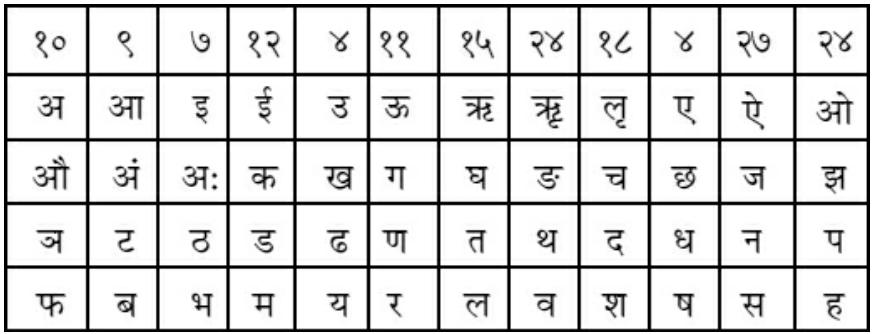 १० ९ ७ १२ ४ ११ १५ २४ १८ ४ २७ २४
अ आ इ ई उ ऊ ऋ ॠ लृ ए ऐ ओ
औ अं अः क ख ग घ ङ च छ ज झ
ञ ट ठ ड ढ ण त थ द ध न प
फ ब भ म य र ल व श ष स ह